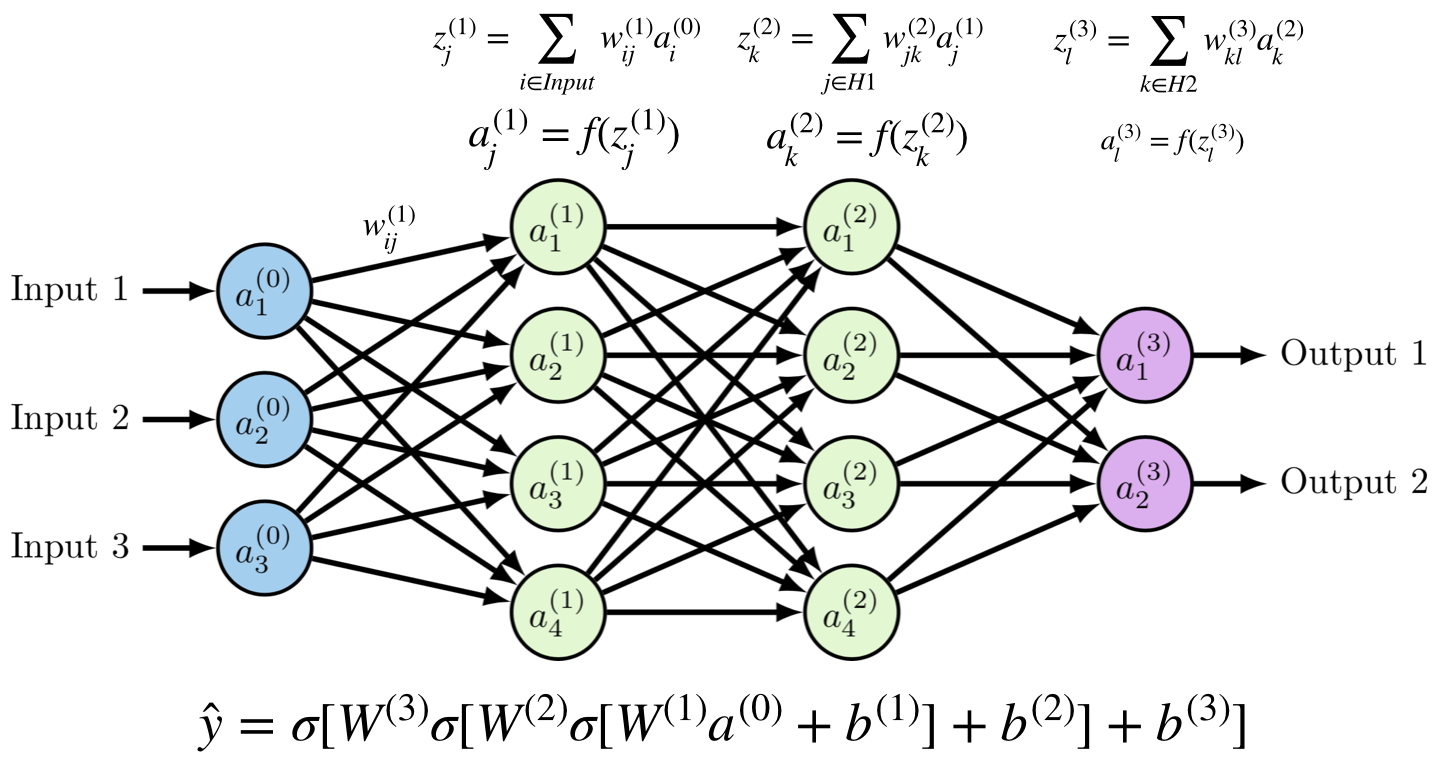 z_j^{(1)} = \sum_{i \in Input} w_{ij}^{(1)} a_i^{(0)}
z_k^{(2)} = \sum_{j \in H1} w_{jk}^{(2)} a_j^{(1)}
z_l^{(3)} = \sum_{k \in H2} w_{kl}^{(3)} a_k^{(2)}
a_j^{(1)} = f(z_j^{(1)})
a_k^{(2)} = f(z_k^{(2)})
a_l^{(3)} = f(z_l^{(3)})
w_{ij}^{(1)}
Input 1
Input 2
Input 3
a_1^{(0)}
a_2^{(0)}
a_3^{(0)}
a_1^{(1)}
a_2^{(1)}
a_3^{(1)}
a_4^{(1)}
a_1^{(2)}
a_2^{(2)}
a_3^{(2)}
a_4^{(2)}
a_1^{(3)}
a_2^{(3)}
Output 1
Output 2
\hat{y} = σ[W^{(3)}σ[W^{(2)}σ[W^{(1)}a^{(0)} + b^{(1)}] + b^{(2)}] + b^{(3)}]